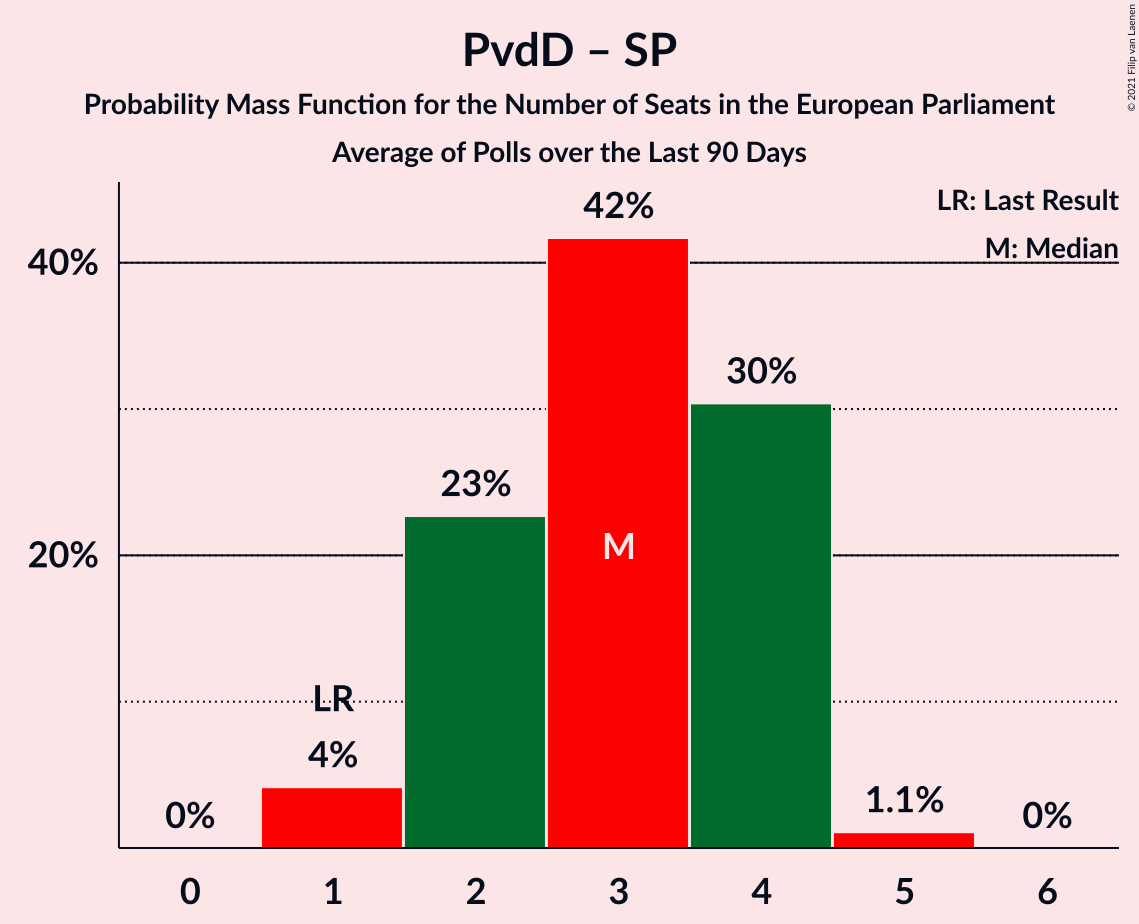 PvdD – SP
Probability Mass Function for the Number of Seats in the European Parliament
Average of Polls over the Last 90 Days
© 2021 Filip van Laenen
LR: Last Result
M: Median
42%
40%
30%
23%
20%
M
LR
4%
0%
1.1%
0%
0 1 2 3 4 5 6